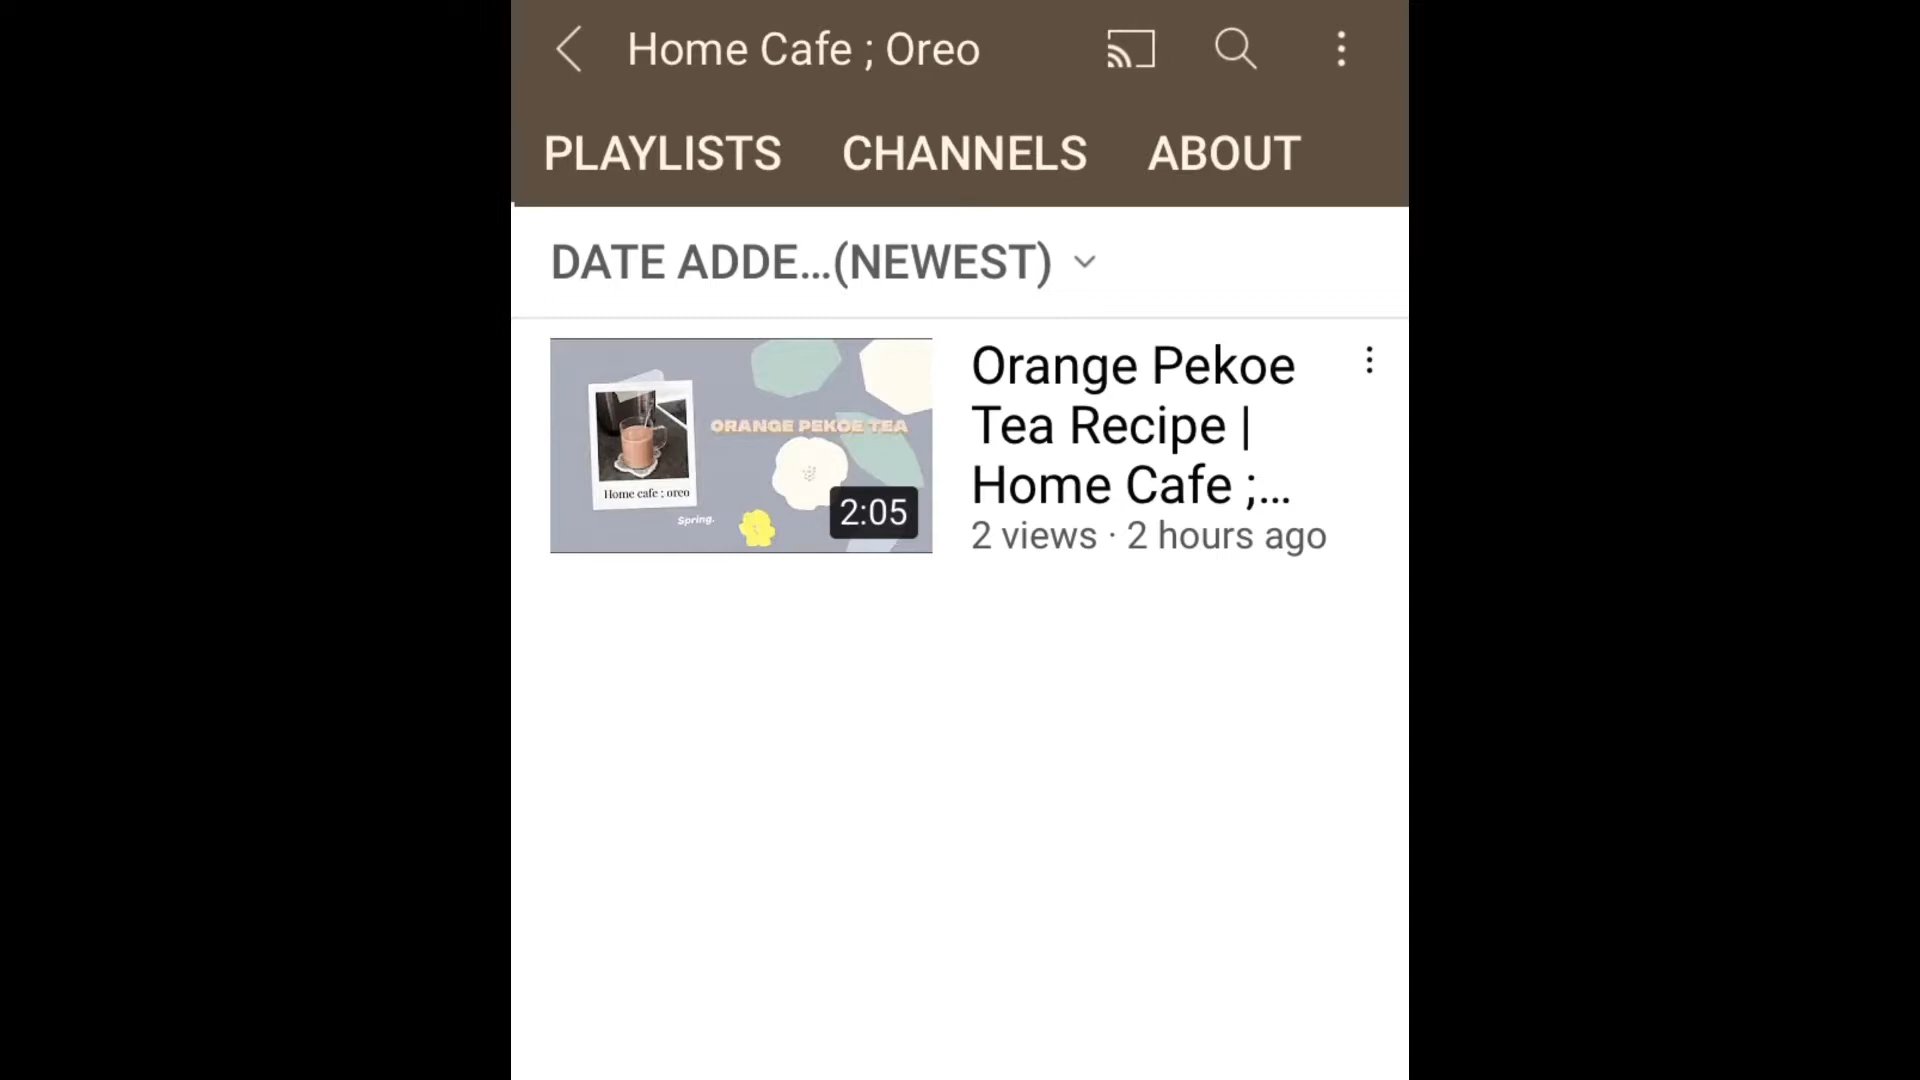 Home Cafe ; Oreo
PLAYLISTS CHANNELS ABOUT
DATE ADDE...(NEWEST)
ORANGE PEKOE TEA
Home cafe ; oreo
Spring.
2:05
Orange Pekoe
Tea Recipe |
Home Cafe ;...
2 views · 2 hours ago